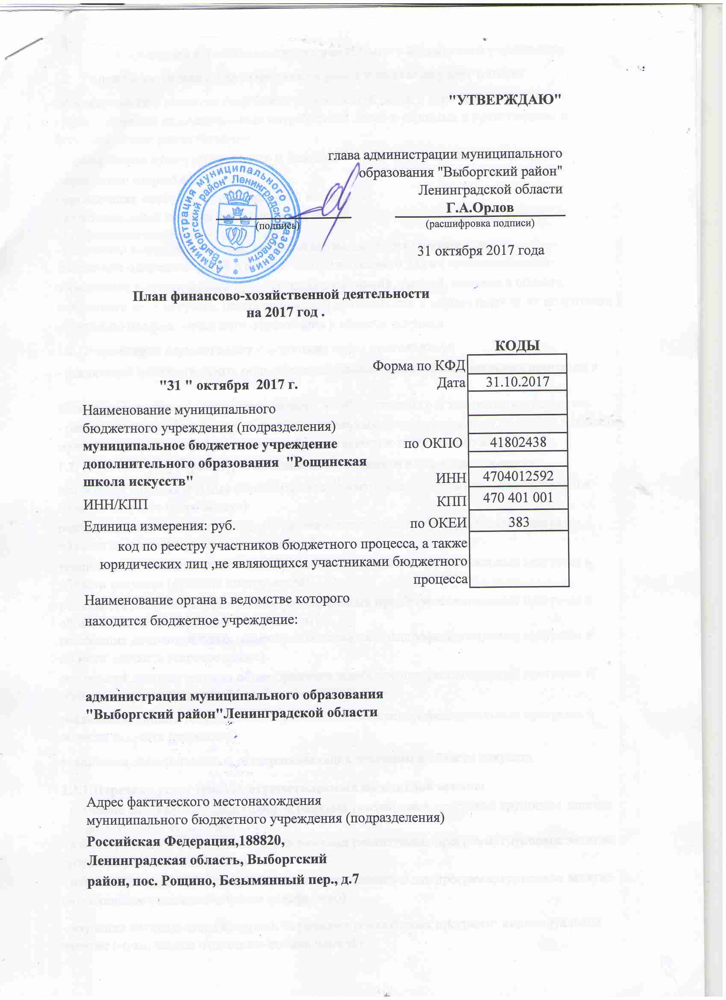 "УТВЕРЖДАЮ"
глава администрации муниципального
образования "Выборгский район"
Ленинградской области
Г.А.Орлов
(подпись)
(расшифровка подписи)
Администрация муниципального образования
"Выборгский район" Ленинградской области
31 октября 2017 года
План финансово-хозяйственной деятельности
на 2017 год .
КОДЫ
Форма по КФД
"31 " октября 2017 г. Дата 31.10.2017
Наименование муниципального
бюджетного учреждения (подразделения)
муниципальное бюджетное учреждение по ОКПО 41802438
дополнительного образования "Рощинская
школа искусств" ИНН 4704012592
ИНН/КПП КПП 470 401 001
Единица измерения: руб. по ОКЕИ 383
код по реестру участников бюджетного процесса, а также
юридических лиц ,не являющихся участниками бюджетного
процесса
Наименование органа в ведомстве которого
находится бюджетное учреждение:
администрация муниципального образования
"Выборгский район"Ленинградской области
Адрес фактического местонахождения
муниципального бюджетного учреждения (подразделения)
Российская Федерация,188820,
Ленинградская область, Выборгский
район, пос. Рощино, Безымянный пер., д.7